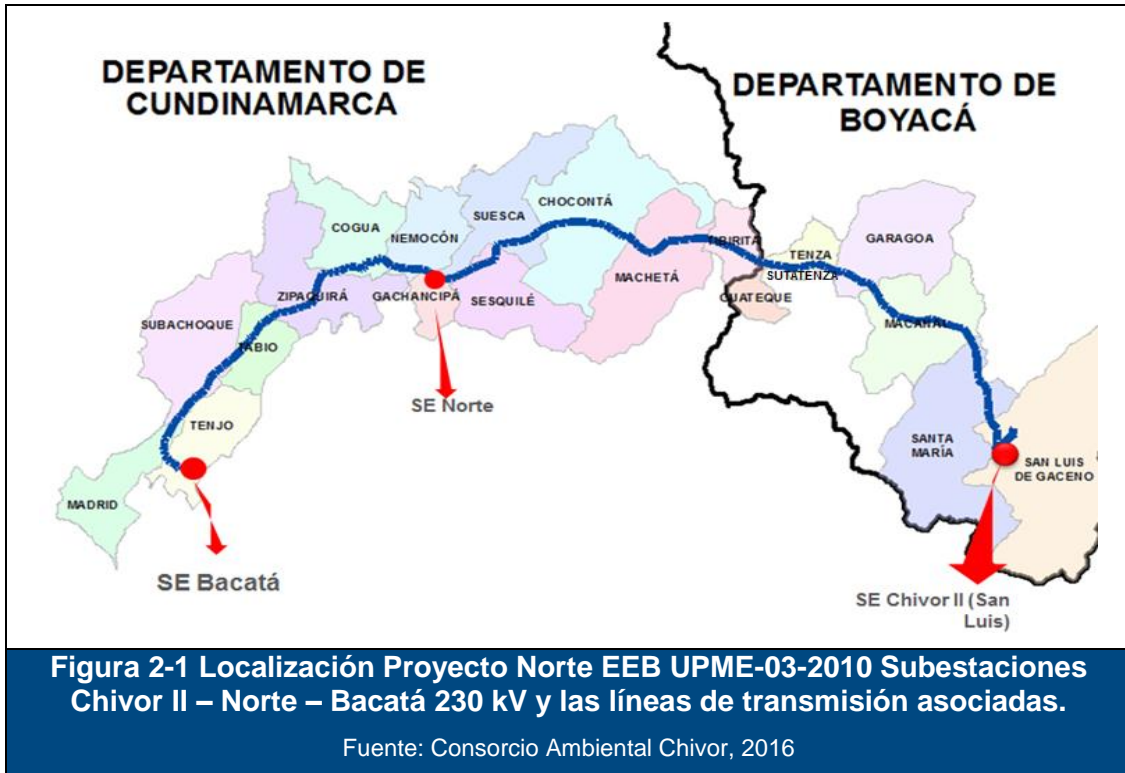 DEPARTAMENTO DE
CUNDINAMARCA
DEPARTAMENTO DE
BOYACÁ
CHOCONTÁ
SUESCA
COGUA
NEMOCÓN
GARAGOA
TIBIRITA
TENZA
SUTATENZA
MACHETÁ
ZIPAQUIRÁ
GACHANCIPÁ
SESQUILÉ
GUATEQUE
SUBACHOQUE
MACANAL
TABIO
SE Norte
TENJO
SANTA
MARÍA
SAN LUIS
DE GACENO
MADRID
SE Bacatá
SE Chivor II (San
Luis)
Figura 2-1 Localización Proyecto Norte EEB UPME-03-2010 Subestaciones
Chivor II – Norte – Bacatá 230 kV y las líneas de transmisión asociadas.
Fuente: Consorcio Ambiental Chivor, 2016